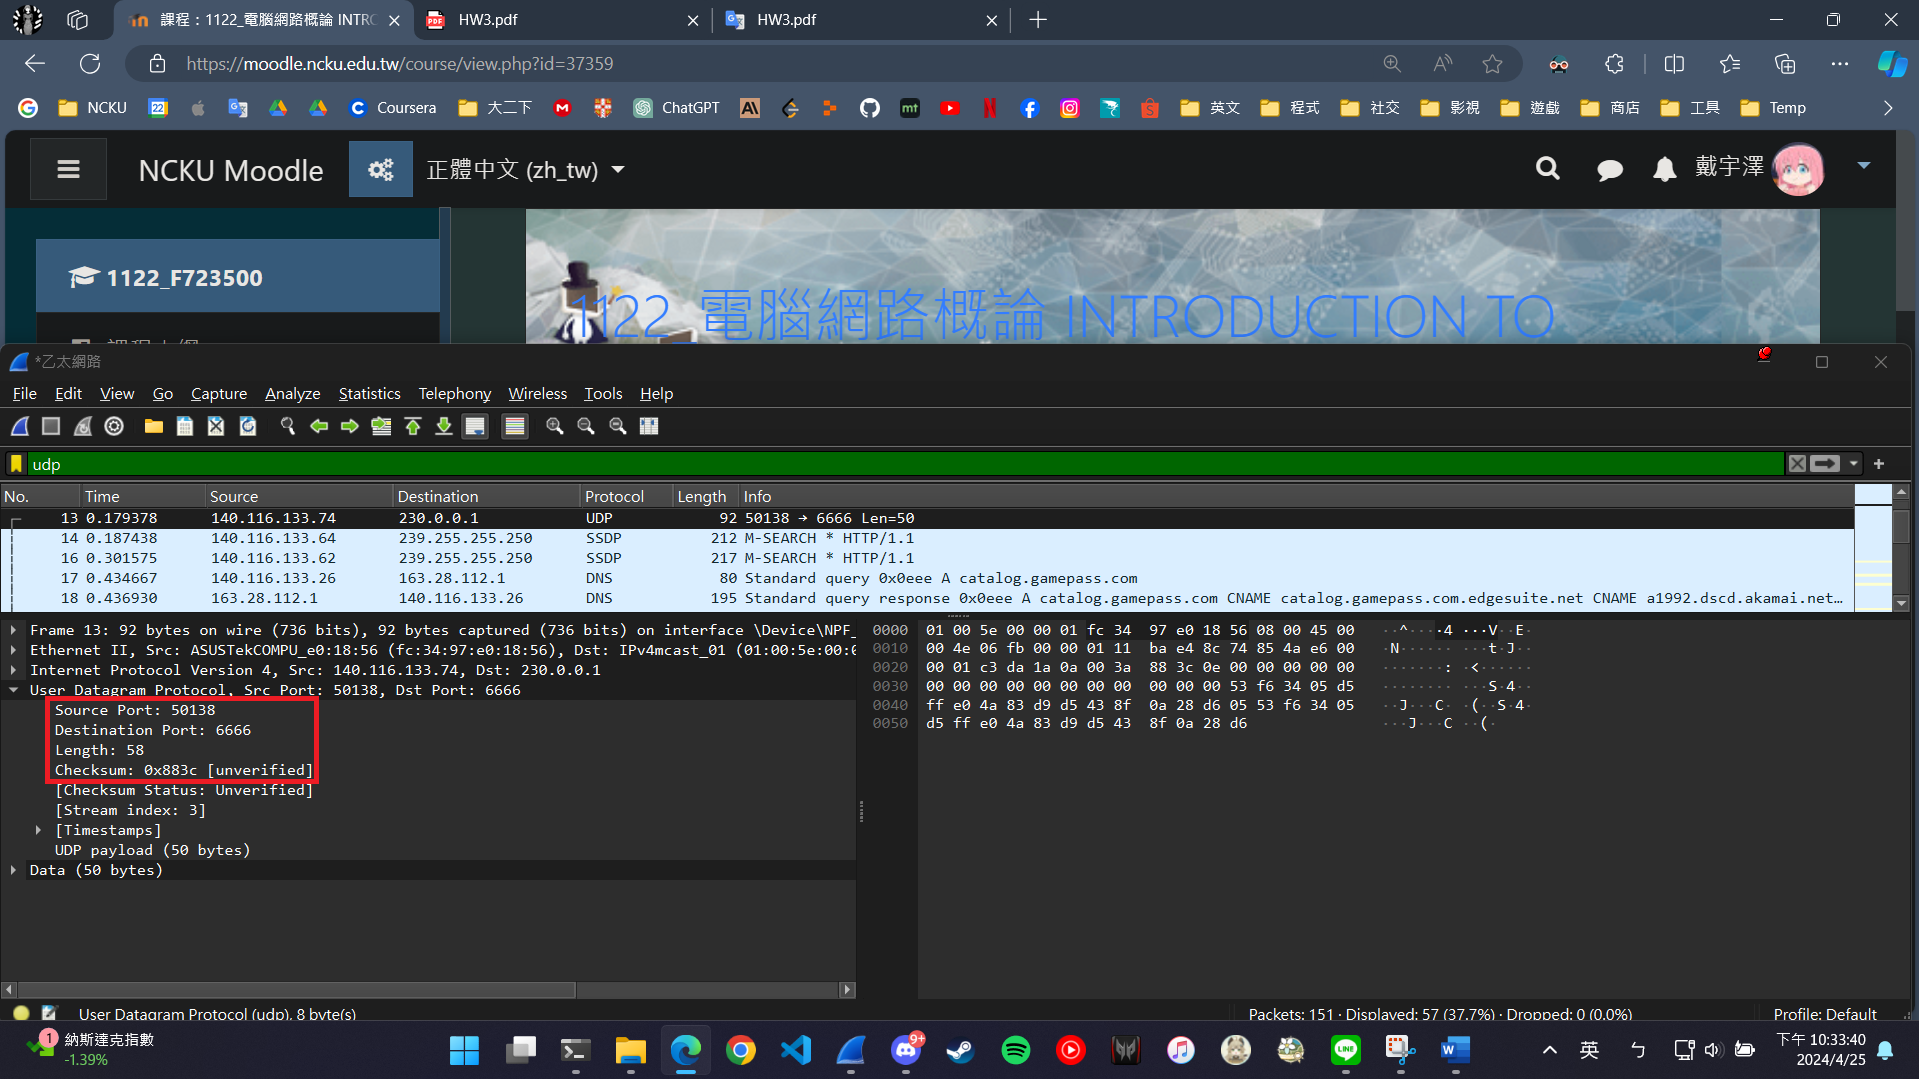 課程：1122_電腦網路概論 INTRO
HW3.pdf
HW3.pdf
https://moodle.ncku.edu.tw/course/view.php?id=37359
NCKU
22
Coursera
大二下
ChatGPT
英文
程式
社交
影視
遊戲
商店
工具
Temp
NCKU Moodle
正體中文 (zh_tw)
戴宇澤
1122_F723500
1122_電腦網路概論 INTRODUCTION TO
*乙太網路
File Edit View Go Capture Analyze Statistics Telephony Wireless Tools Help
udp
No. Time Source Destination Protocol Length Info
13 0.179378 140.116.133.74 230.0.0.1 UDP 92 50138 → 6666 Len=50
14 0.187438 140.116.133.64 239.255.255.250 SSDP 212 M-SEARCH * HTTP/1.1
16 0.301575 140.116.133.62 239.255.255.250 SSDP 217 M-SEARCH * HTTP/1.1
17 0.434667 140.116.133.26 163.28.112.1 DNS 80 Standard query 0x0eee A catalog.gamepass.com
18 0.436930 163.28.112.1 140.116.133.26 DNS 195 Standard query response 0x0eee A catalog.gamepass.com CNAME catalog.gamepass.com.edgesuite.net CNAME a1992.dscd.akamai.net…
Frame 13: 92 bytes on wire (736 bits), 92 bytes captured (736 bits) on interface \Device\NPF_
Ethernet II, Src: ASUSTekCOMPU_e0:18:56 (fc:34:97:e0:18:56), Dst: IPv4mcast_01 (01:00:5e:00:0
Internet Protocol Version 4, Src: 140.116.133.74, Dst: 230.0.0.1
User Datagram Protocol, Src Port: 50138, Dst Port: 6666
Source Port: 50138
Destination Port: 6666
Length: 58
Checksum: 0x883c [unverified]
[Checksum Status: Unverified]
[Stream index: 3]
[Timestamps]
UDP payload (50 bytes)
Data (50 bytes)
0000 01 00 5e 00 00 01 fc 34 97 e0 18 56 08 00 45 00 ··^····4 ···V··E·
0010 00 4e 06 fb 00 00 01 11 ba e4 8c 74 85 4a e6 00 ·N······ ···t·J··
0020 00 01 c3 da 1a 0a 00 3a 88 3c 0e 00 00 00 00 00 ·······: ·<······
0030 00 00 00 00 00 00 00 00 00 00 00 53 f6 34 05 d5 ········ ···S·4··
0040 ff e0 4a 83 d9 d5 43 8f 0a 28 d6 05 53 f6 34 05 ··J···C· ·(··S·4·
0050 d5 ff e0 4a 83 d9 d5 43 8f 0a 28 d6 ···J···C ··(·
User Datagram Protocol (udp), 8 byte(s)
Packets: 151 · Displayed: 57 (37.7%) · Dropped: 0 (0.0%)
Profile: Default
1
納斯達克指數
-1.39%
9+
英
ㄅ
下午 10:33:40
2024/4/25